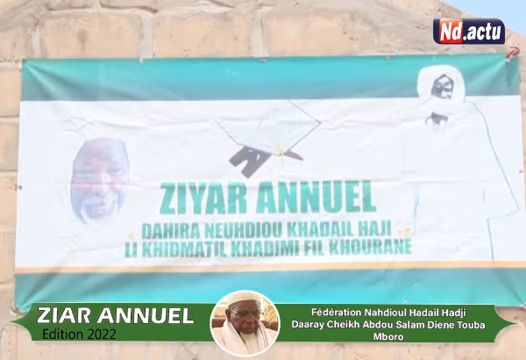 Nd.actu
ZIYAR ANNUEL
DAHIRA NEUHDIOU KHADAIL HAJI
LI KHIDMATIL KHADIMI FIL KHOURANE
ZIAR ANNUEL
Edition 2022
Fédération Nahdioul Hadail Hadji
Daaray Cheikh Abdou Salam Diene Touba
Mboro